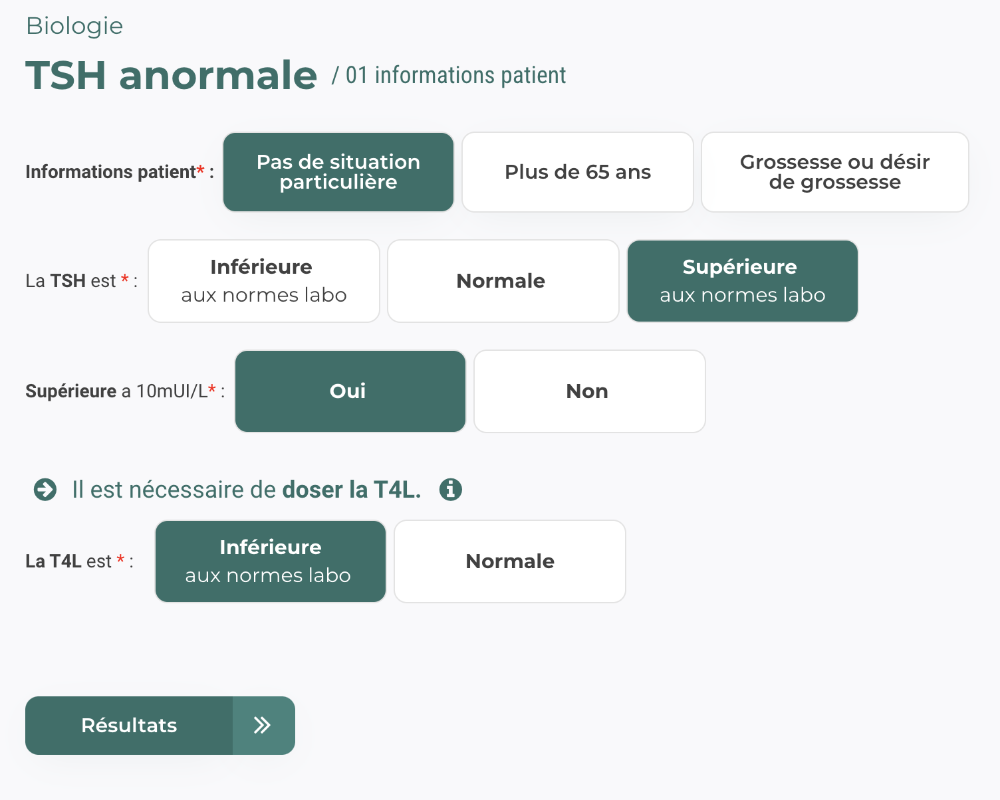 Biologie
TSH anormale / 01 informations patient
Informations patient* :
Pas de situation
particulière
Plus de 65 ans
Grossesse ou désir
de grossesse
La TSH est * :
Inférieure
aux normes labo
Normale
Supérieure
aux normes labo
Supérieure a 10mUI/L* :
Oui
Non
Il est nécessaire de doser la T4L.
La T4L est * :
Inférieure
aux normes labo
Normale
Résultats